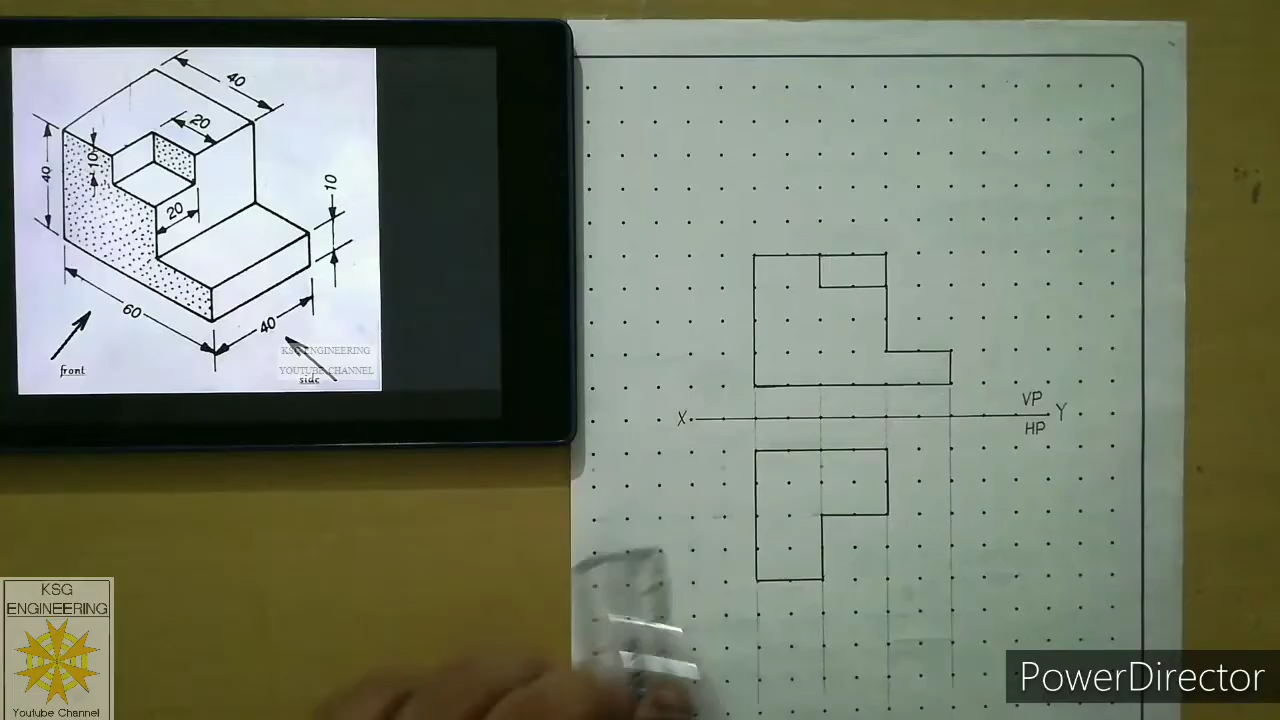 40
20
10
40
10
20
60
40
front
side
KSG ENGINEERING
YOUTUBE CHANNEL
VP
X
Y
HP
KSG
ENGINEERING
Youtube Channel
PowerDirector